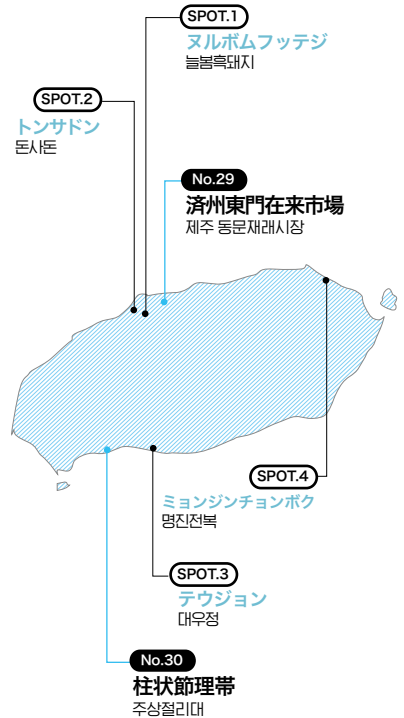 SPOT.1
ヌルボムフッテジ
늘봄흑돼지
SPOT.2
トンサドン
돈사돈
No.29
済州東門在来市場
제주 동문재래시장
SPOT.4
ミョンジンチョンボク
명진전복
SPOT.3
テウジョン
대우정
No.30
柱状節理帯
주상절리대